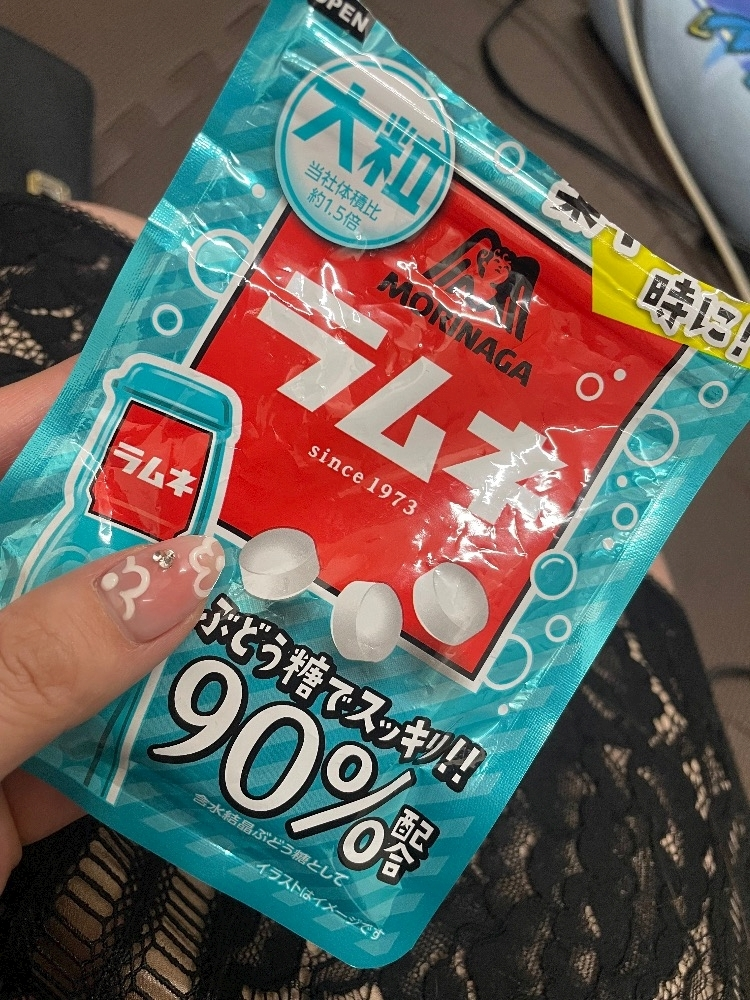 OPEN
大粒
当社体積比
約1.5倍
時に!
MORINAGA
ラムネ
since 1973
ラムネ
ぶどう糖でスッキリ!!
90%配合
含水結晶ぶどう糖として
イラストはイメージです